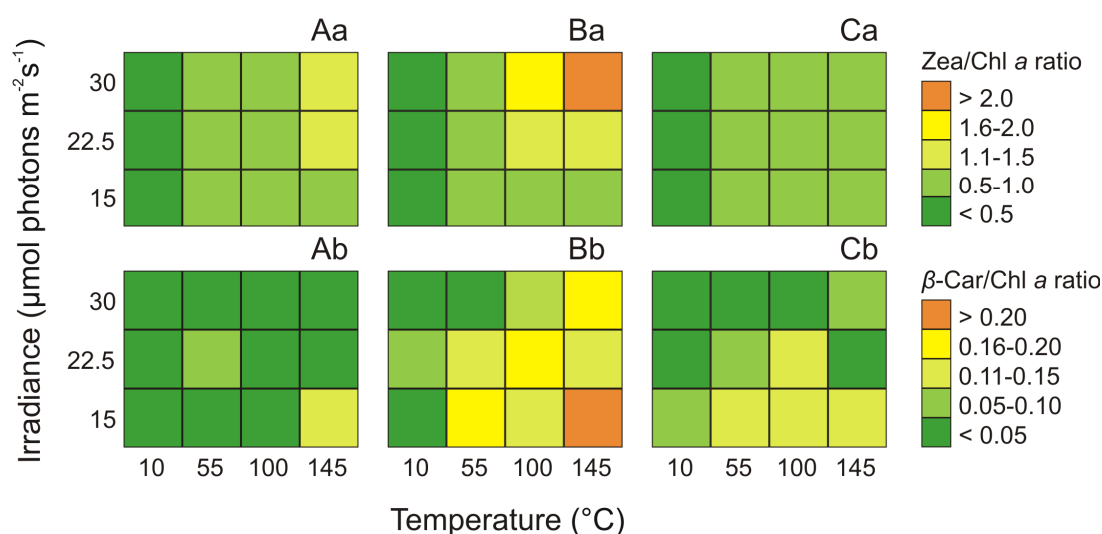 Aa Ba Ca
Zea/Chl a ratio
30
> 2.0
1.6-2.0
22.5
1.1-1.5
0.5-1.0
15
< 0.5
Ab Bb Cb
β-Car/Chl a ratio
30
> 0.20
0.16-0.20
22.5
0.11-0.15
0.05-0.10
15
< 0.05
10 55 100 145 10 55 100 145 10 55 100 145
Temperature (°C)
Irradiance (µmol photons m⁻²s⁻¹)